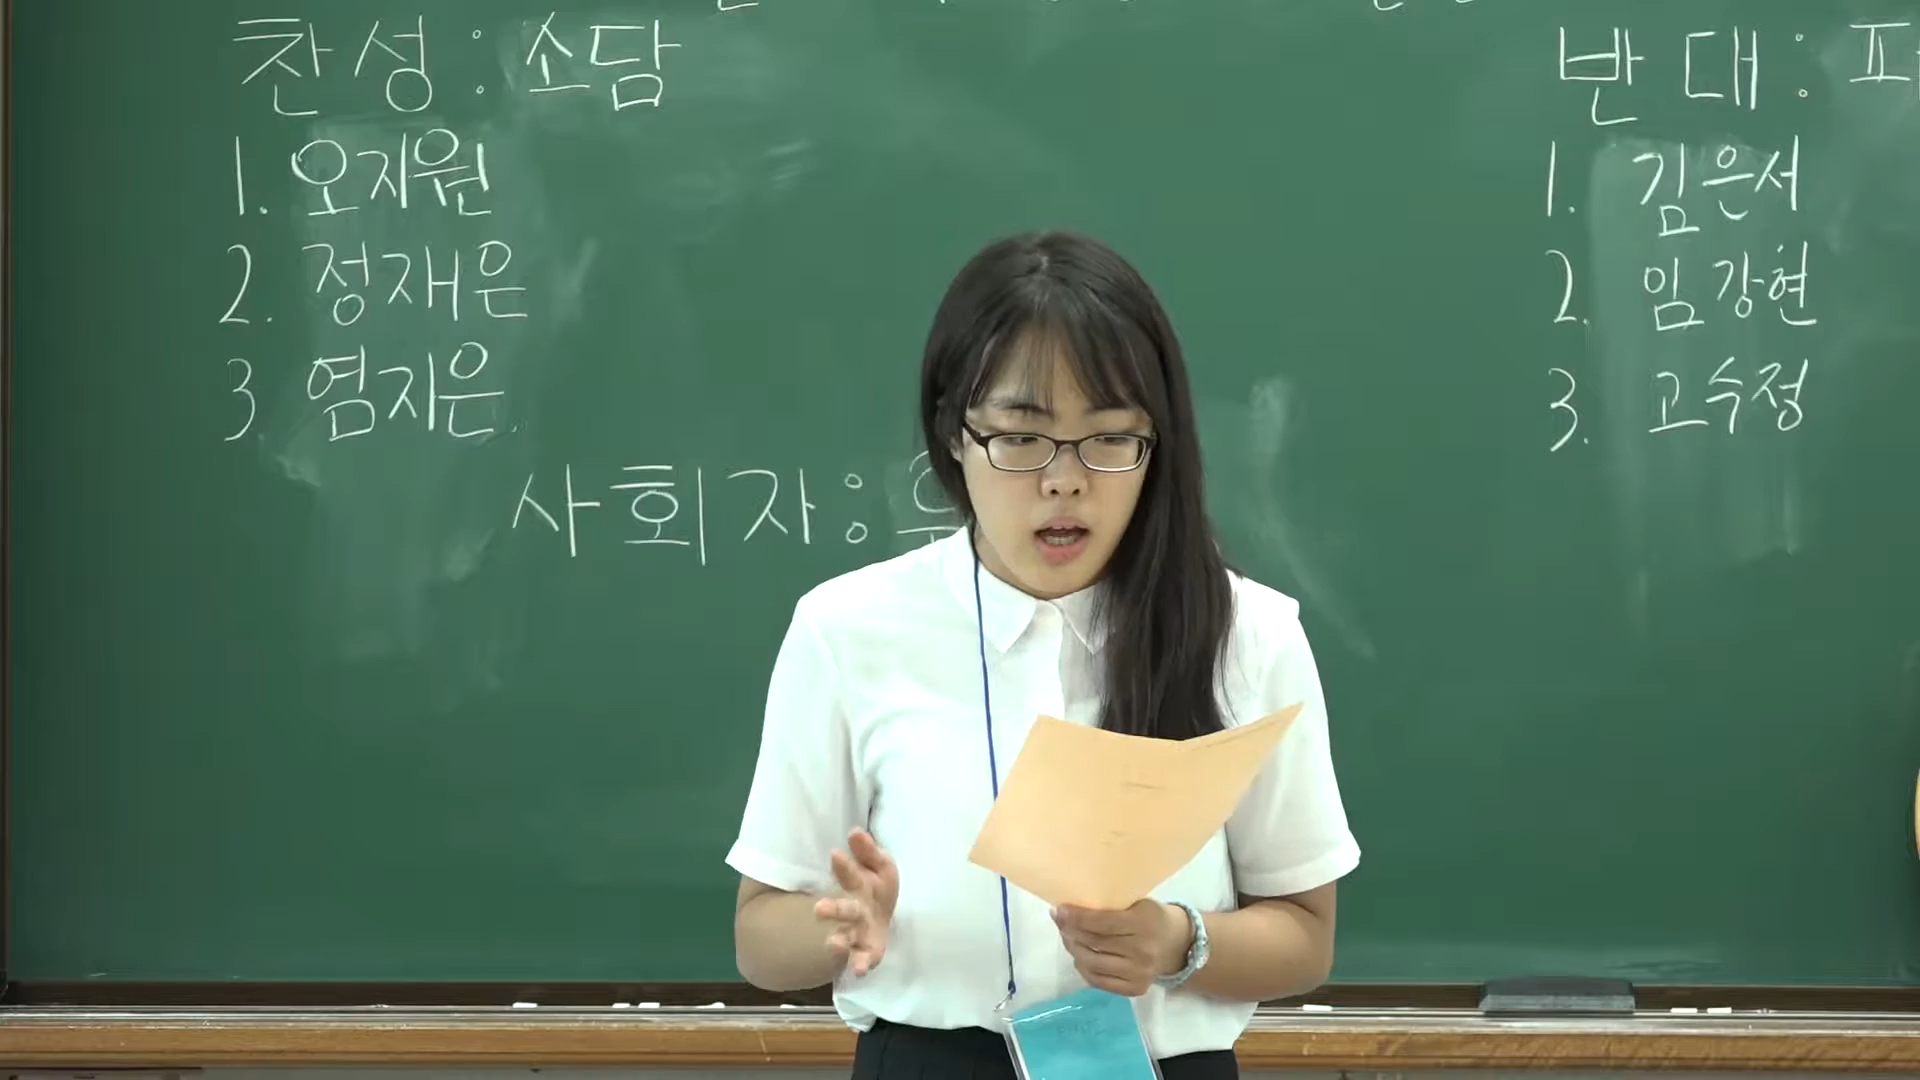 찬성 : 소담
1. 오지원
2. 정재은
3. 염지은
반대 :
1. 김은서
2. 임강현
3. 고수정
사회자 :